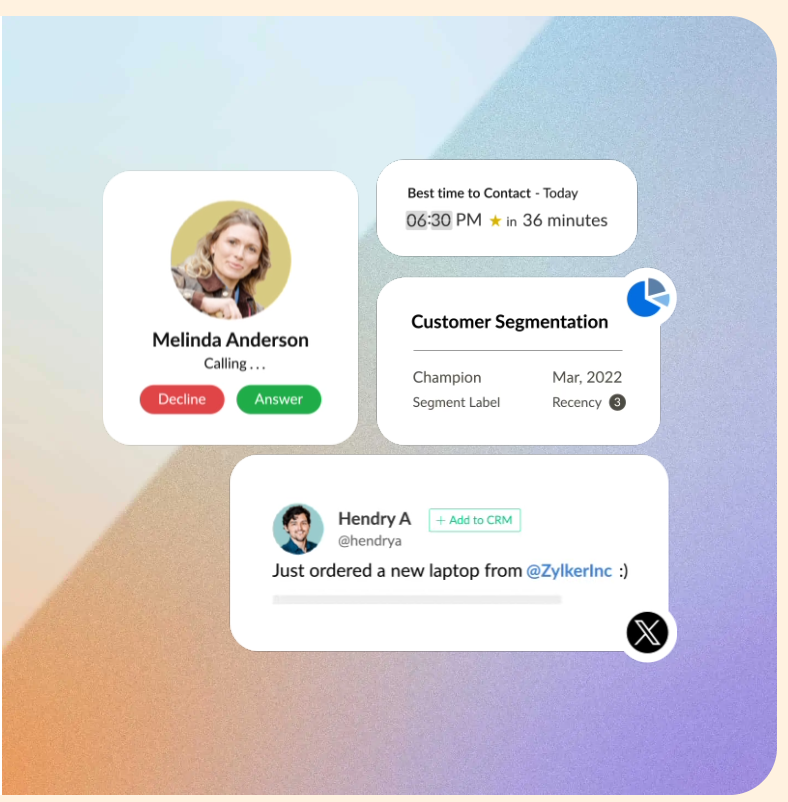 Melinda Anderson
Calling . . .
Decline
Answer
Best time to Contact - Today
06:30 PM ★ in 36 minutes
Customer Segmentation
Champion
Mar, 2022
Segment Label
Recency 3
Hendry A
+ Add to CRM
@hendrya
Just ordered a new laptop from @ZylkerInc :)
X